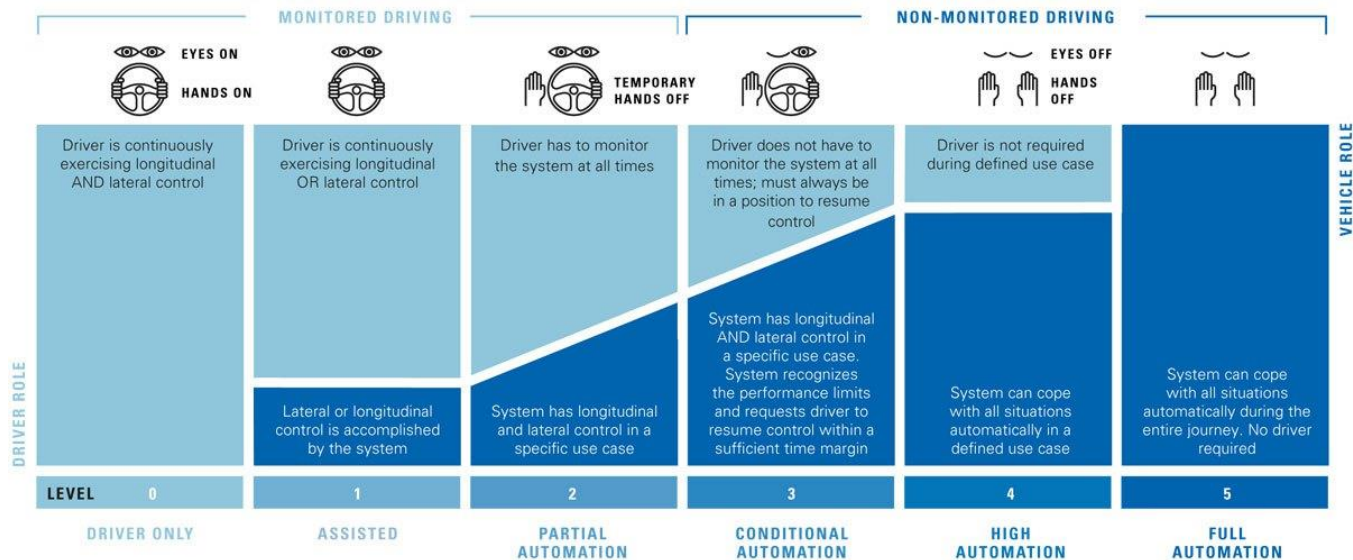 MONITORED DRIVING
NON-MONITORED DRIVING
EYES ON
HANDS ON
TEMPORARY
HANDS OFF
EYES OFF
HANDS
OFF
Driver is continuously
exercising longitudinal
AND lateral control
Driver is continuously
exercising longitudinal
OR lateral control
Driver has to monitor
the system at all times
Driver does not have to
monitor the system at all
times; must always be
in a position to resume
control
Driver is not required
during defined use case
VEHICLE ROLE
DRIVER ROLE
Lateral or longitudinal
control is accomplished
by the system
System has longitudinal
and lateral control in a
specific use case
System has longitudinal
AND lateral control in
a specific use case.
System recognizes
the performance limits
and requests driver to
resume control within a
sufficient time margin
System can cope
with all situations
automatically in a
defined use case
System can cope
with all situations
automatically during the
entire journey. No driver
required
LEVEL 0 1 2 3 4 5
DRIVER ONLY
ASSISTED
PARTIAL
AUTOMATION
CONDITIONAL
AUTOMATION
HIGH
AUTOMATION
FULL
AUTOMATION